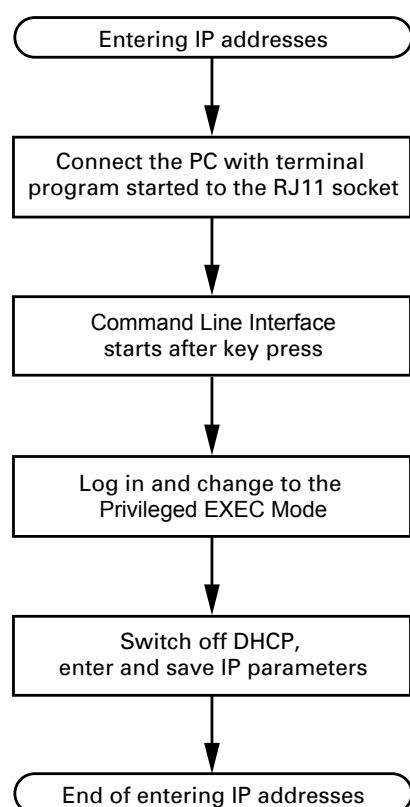 Entering IP addresses
Connect the PC with terminal
program started to the RJ11 socket
Command Line Interface
starts after key press
Log in and change to the
Privileged EXEC Mode
Switch off DHCP,
enter and save IP parameters
End of entering IP addresses